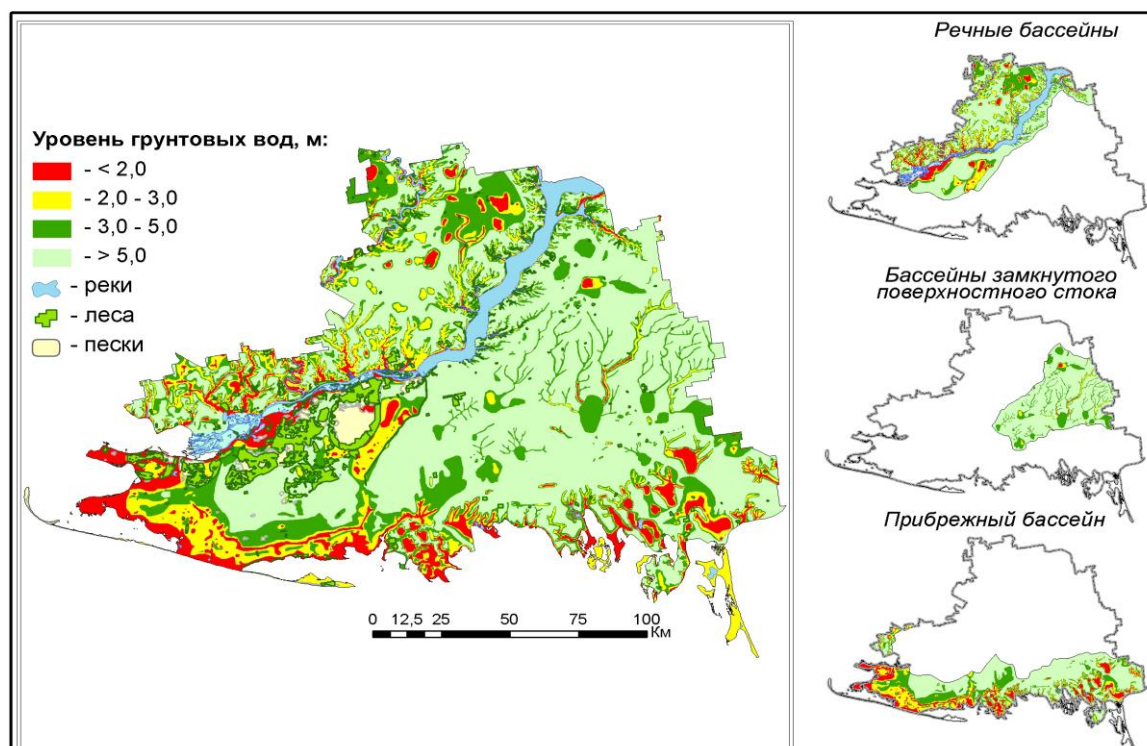 Речные бассейны
Уровень грунтовых вод, м:
- < 2,0
- 2,0 - 3,0
- 3,0 - 5,0
- > 5,0
- реки
- леса
- пески
Бассейны замкнутого
поверхностного стока
Прибрежный бассейн
0 12,5 25 50 75 100
Км